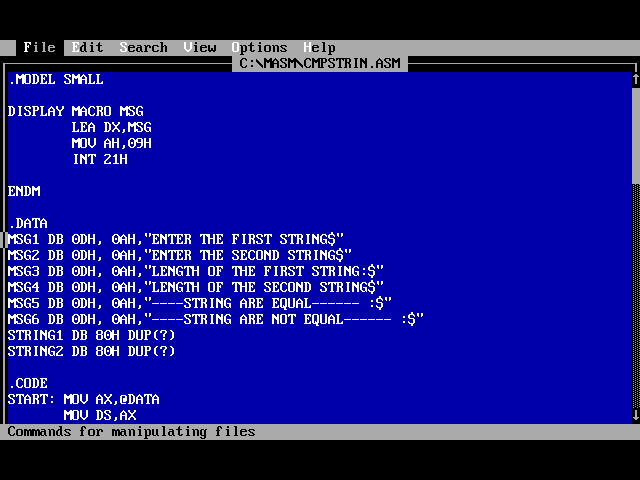 File Edit Search View Options Help
C:\MASM\CMPSTRIN.ASM
.MODEL SMALL
DISPLAY MACRO MSG
LEA DX,MSG
MOV AH,09H
INT 21H
ENDM
.DATA
MSG1 DB 0DH, 0AH,"ENTER THE FIRST STRING$"
MSG2 DB 0DH, 0AH,"ENTER THE SECOND STRING$"
MSG3 DB 0DH, 0AH,"LENGTH OF THE FIRST STRING:$"
MSG4 DB 0DH, 0AH,"LENGTH OF THE SECOND STRING$"
MSG5 DB 0DH, 0AH,"----STRING ARE EQUAL------ :$"
MSG6 DB 0DH, 0AH,"----STRING ARE NOT EQUAL------ :$"
STRING1 DB 80H DUP(?)
STRING2 DB 80H DUP(?)
.CODE
START: MOV AX,@DATA
MOV DS,AX
Commands for manipulating files